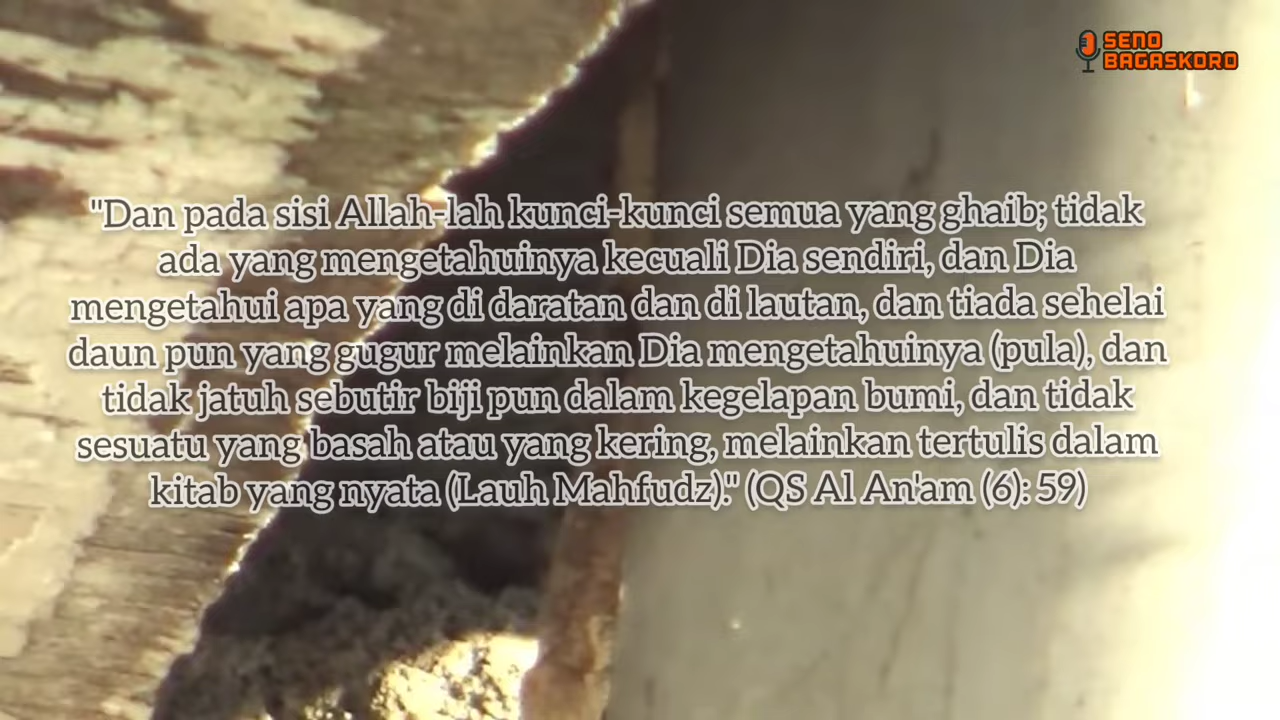 SENO
BAGASKORO
"Dan pada sisi Allah-lah kunci-kunci semua yang ghaib; tidak
ada yang mengetahuinya kecuali Dia sendiri, dan Dia
mengetahui apa yang di daratan dan di lautan, dan tiada sehelai
daun pun yang gugur melainkan Dia mengetahuinya (pula), dan
tidak jatuh sebutir biji pun dalam kegelapan bumi, dan tidak
sesuatu yang basah atau yang kering, melainkan tertulis dalam
kitab yang nyata (Lauh Mahfudz)." (QS Al An'am (6): 59)